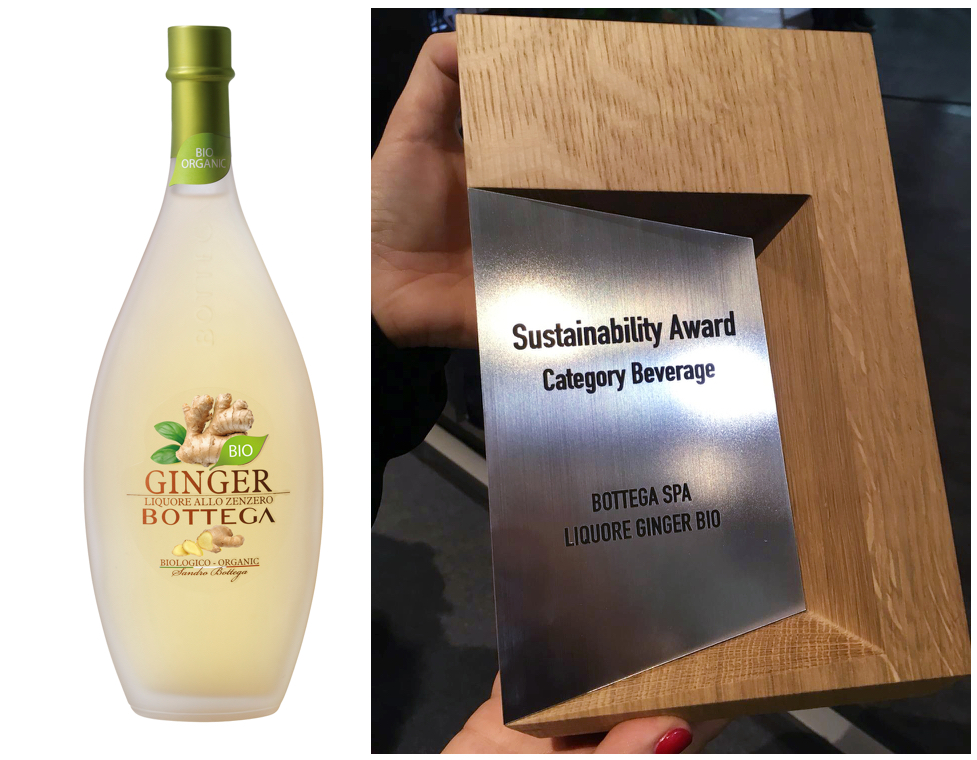 BIO
ORGANIC
BIO
GINGER
LIQUORE ALLO ZENZERO
BOTTEGA
BIOLOGICO - ORGANIC
Sandro Bottega
Sustainability Award
Category Beverage
BOTTEGA SPA
LIQUORE GINGER BIO